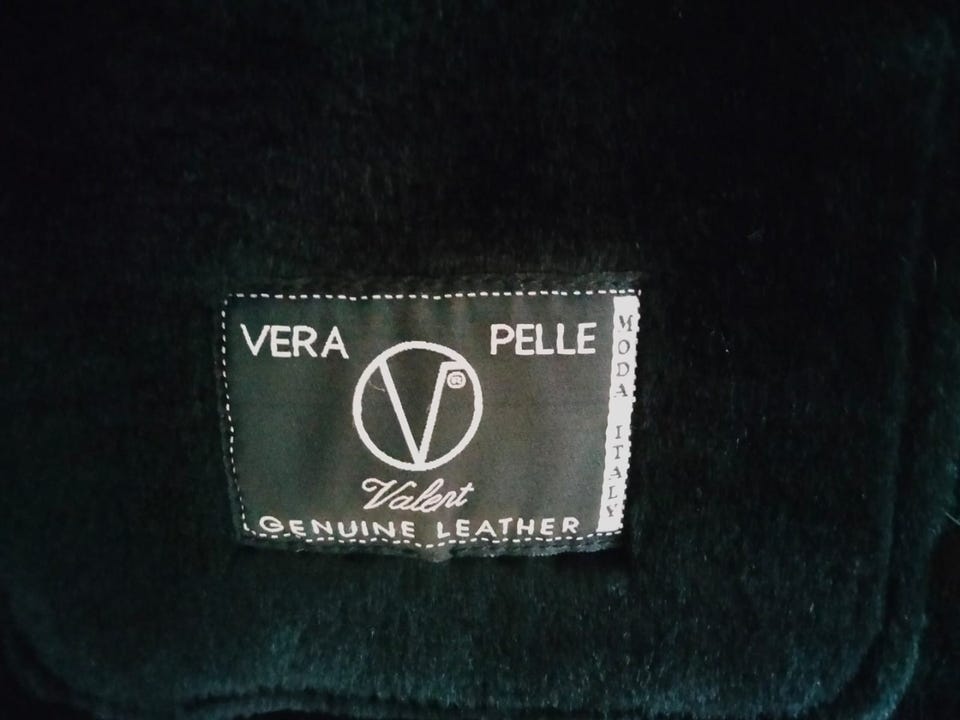 VERA PELLE
V®
Valent
GENUINE LEATHER
MODA ITALY